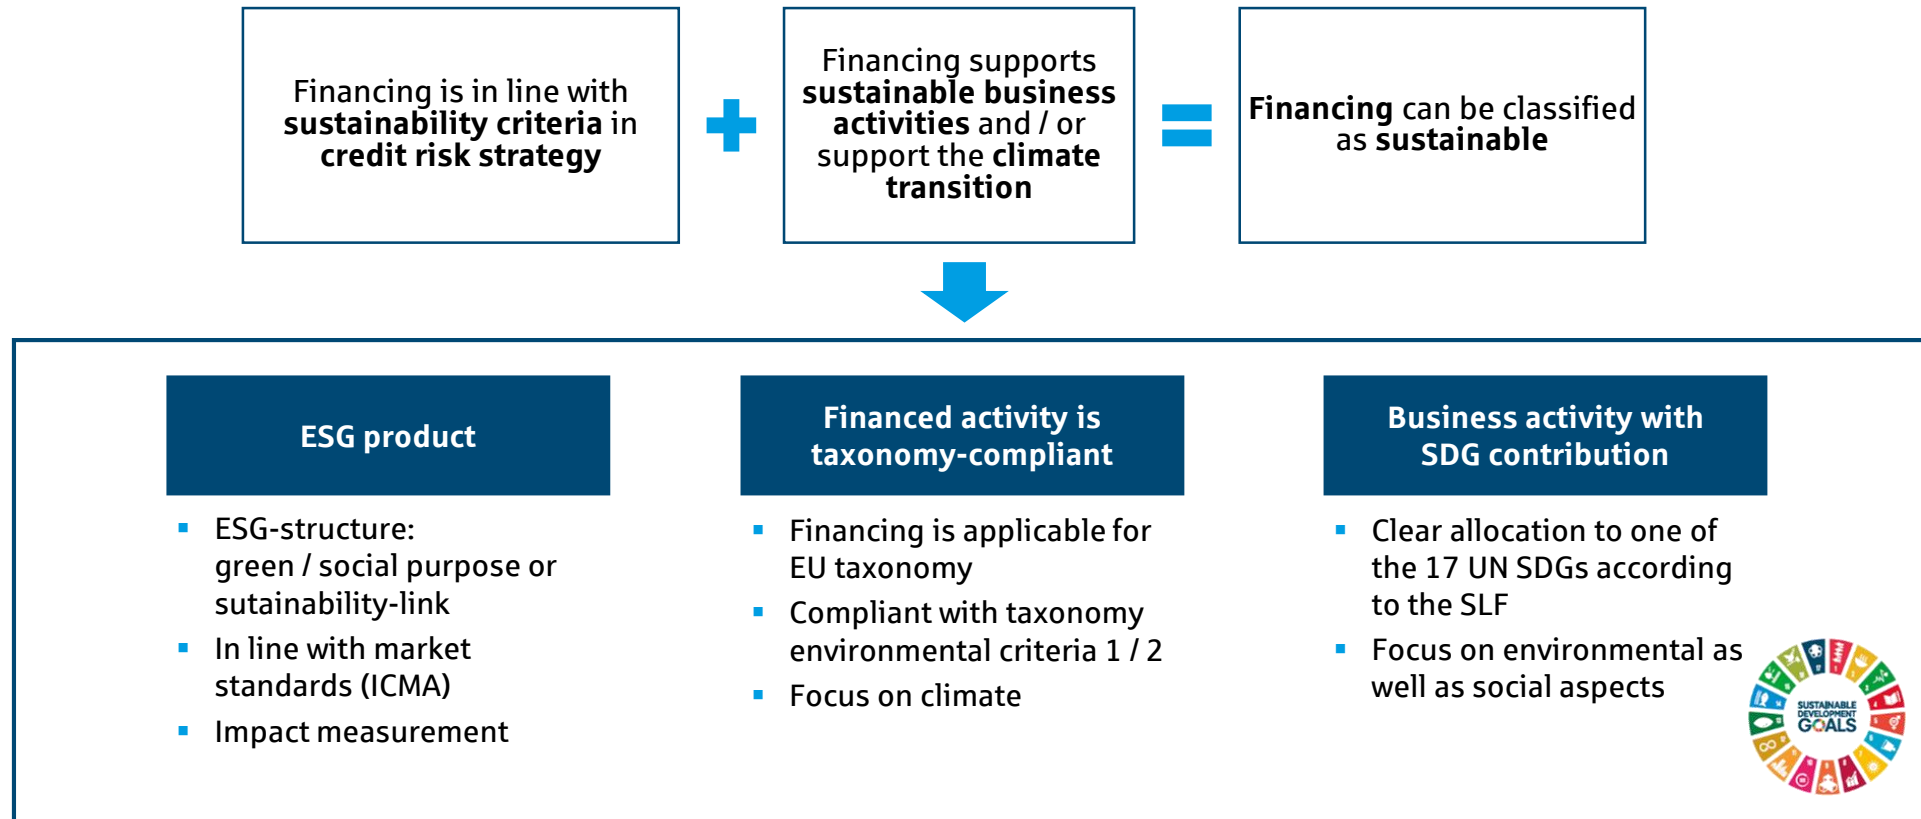 Financing is in line with
sustainability criteria in
credit risk strategy
Financing supports
sustainable business
activities and / or
support the climate
transition
Financing can be classified
as sustainable
ESG product
ESG-structure:
green / social purpose or
sutainability-link
In line with market
standards (ICMA)
Impact measurement
Financed activity is
taxonomy-compliant
Financing is applicable for
EU taxonomy
Compliant with taxonomy
environmental criteria 1 / 2
Focus on climate
Business activity with
SDG contribution
Clear allocation to one of
the 17 UN SDGs according
to the SLF
Focus on environmental as
well as social aspects
SUSTAINABLE
DEVELOPMENT
GOALS